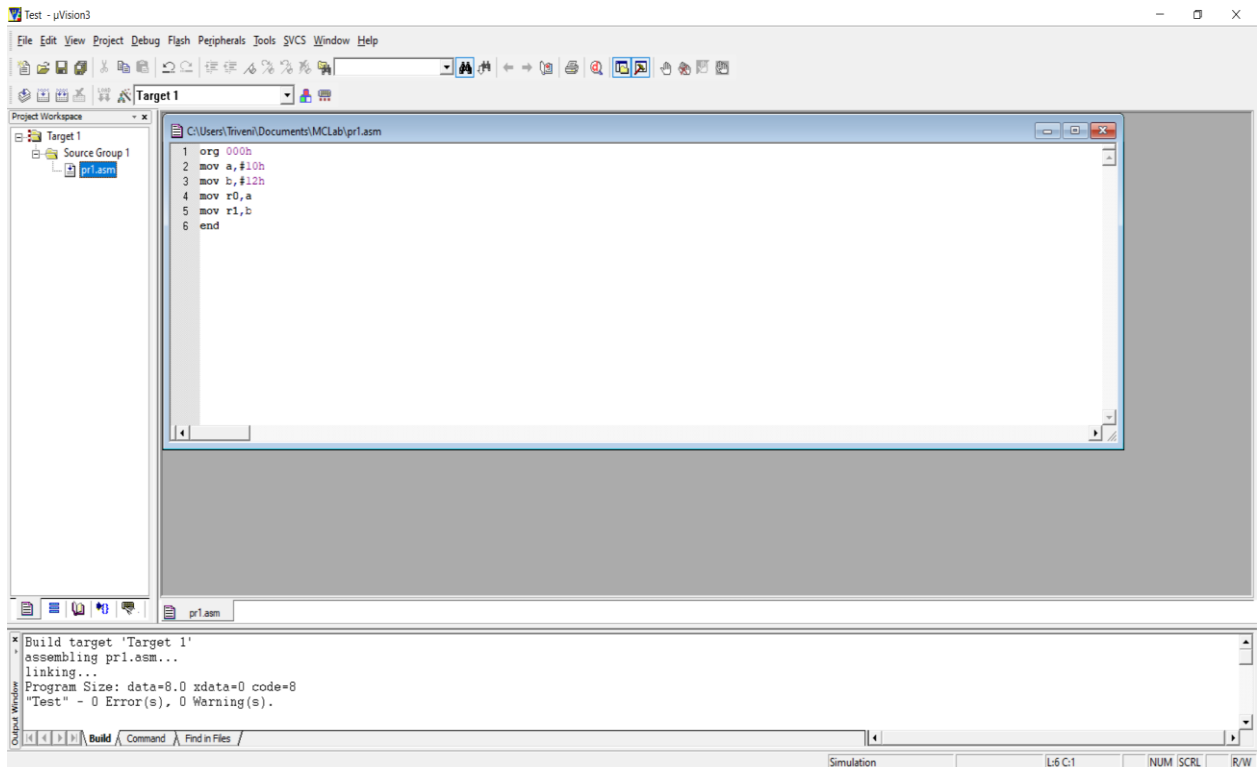 Test - µVision3
File Edit View Project Debug Flash Peripherals Tools SVCS Window Help
Target 1
Project Workspace
Target 1
Source Group 1
pr1.asm
C:\Users\Triveni\Documents\MCLab\pr1.asm
1 org 000h
2 mov a,#10h
3 mov b,#12h
4 mov r0,a
5 mov r1,b
6 end
pr1.asm
Build target 'Target 1'
assembling pr1.asm...
linking...
Program Size: data=8.0 xdata=0 code=8
"Test" - 0 Error(s), 0 Warning(s).
Output Window
Build Command Find in Files
Simulation L:6 C:1 NUM SCRL R/W